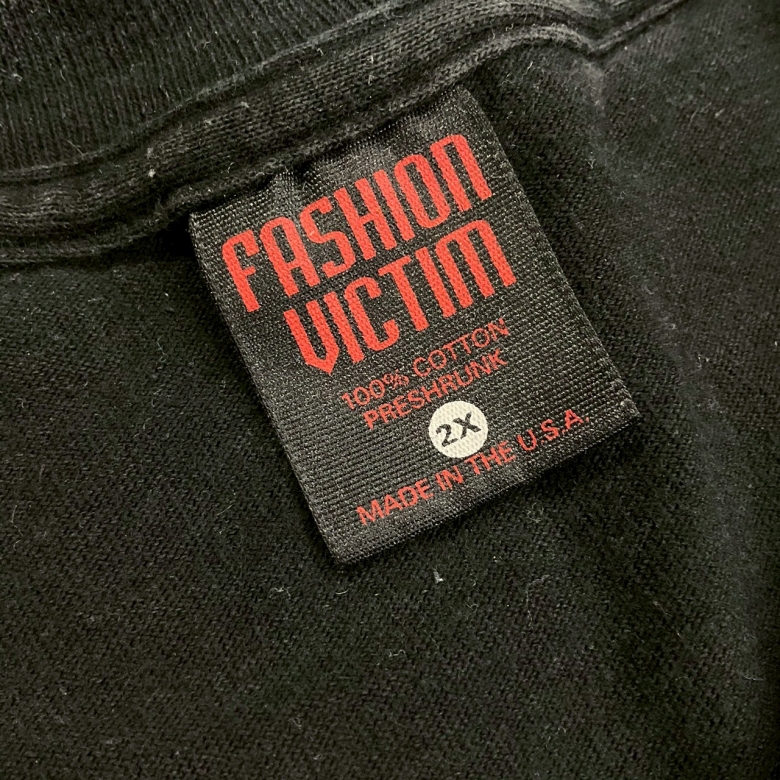 FASHION
VICTIM
100% COTTON
PRESHRUNK
2X
MADE IN THE U.S.A.